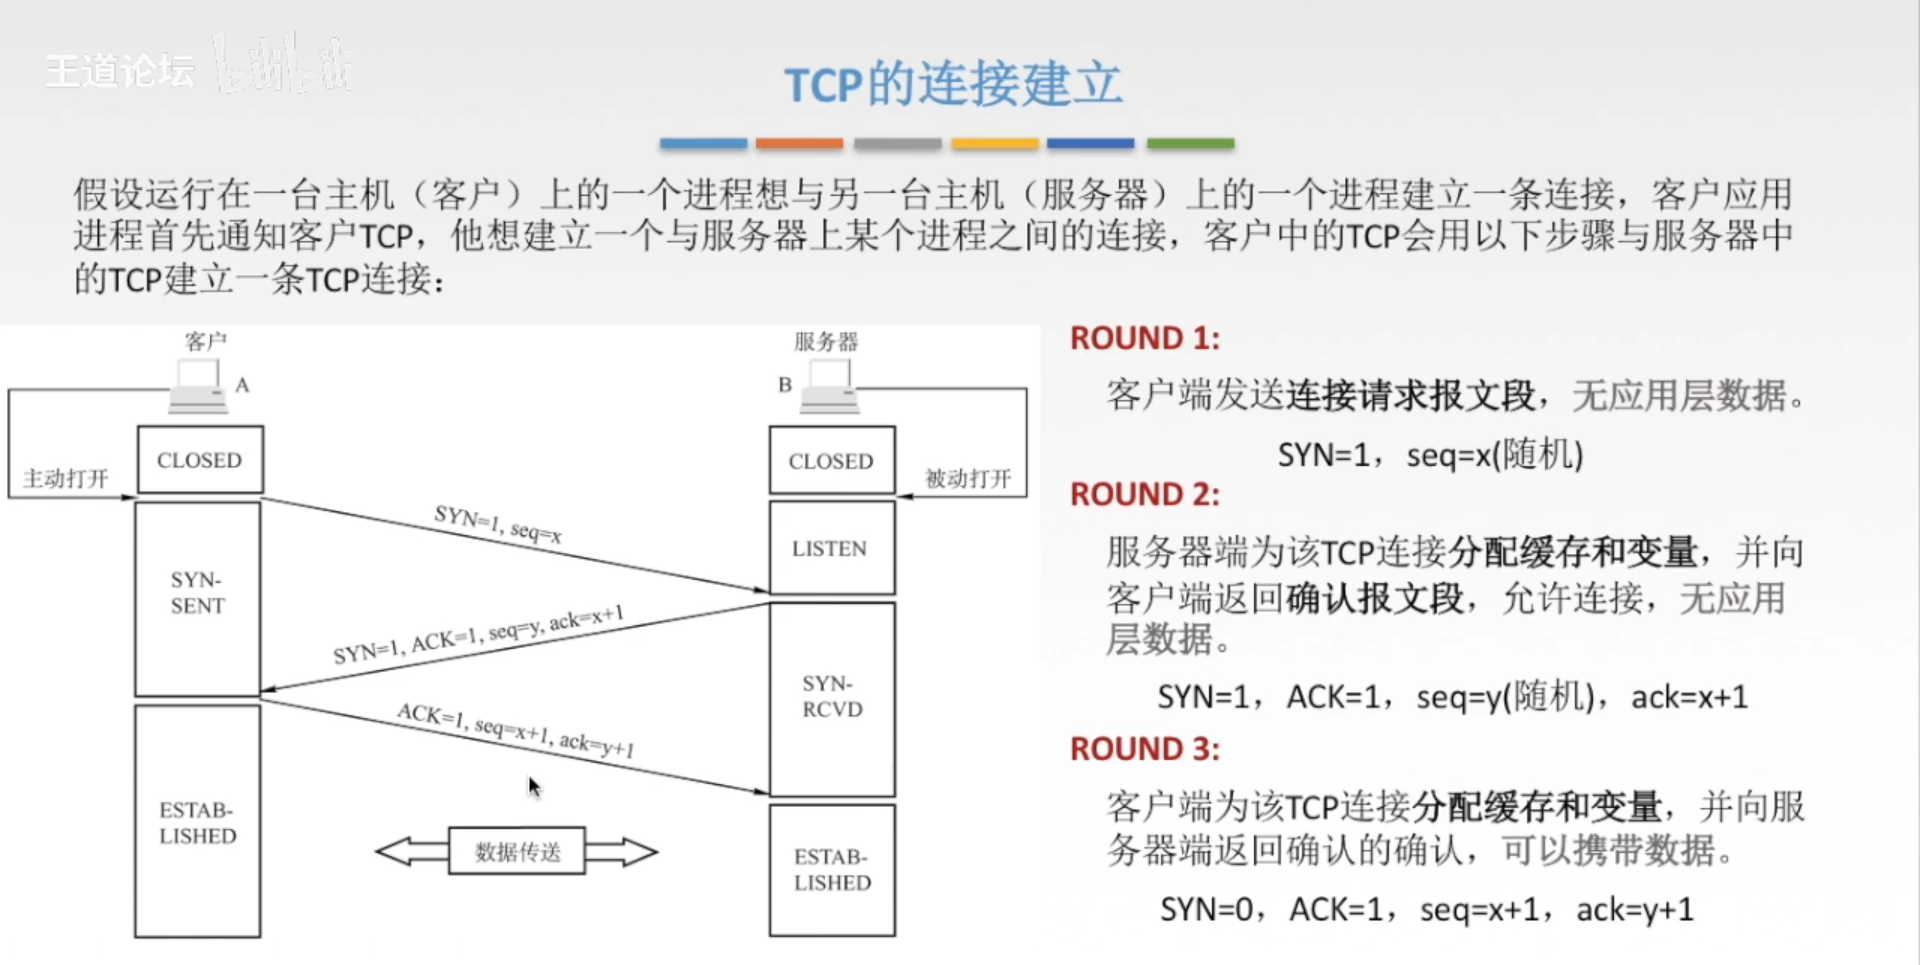 王道论坛 bilibili
TCP的连接建立
假设运行在一台主机（客户）上的一个进程想与另一台主机（服务器）上的一个进程建立一条连接，客户应用
进程首先通知客户TCP，他想建立一个与服务器上某个进程之间的连接，客户中的TCP会用以下步骤与服务器中
的TCP建立一条TCP连接：
客户
服务器
A
B
CLOSED
CLOSED
主动打开
被动打开
SYN=1, seq=x
LISTEN
SYN-
SENT
SYN=1, ACK=1, seq=y, ack=x+1
SYN-
RCVD
ACK=1, seq=x+1, ack=y+1
ESTAB-
LISHED
数据传送
ESTAB-
LISHED
ROUND 1:
客户端发送连接请求报文段，无应用层数据。
SYN=1，seq=x(随机)
ROUND 2:
服务器端为该TCP连接分配缓存和变量，并向
客户端返回确认报文段，允许连接，无应用
层数据。
SYN=1，ACK=1，seq=y(随机)，ack=x+1
ROUND 3:
客户端为该TCP连接分配缓存和变量，并向服
务器端返回确认的确认，可以携带数据。
SYN=0，ACK=1，seq=x+1，ack=y+1